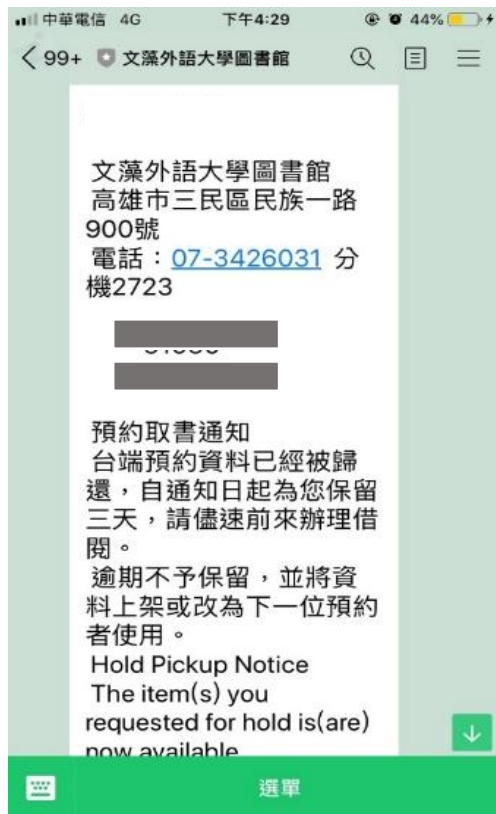 中華電信 4G 下午4:29 44%
99+ 文藻外語大學圖書館
文藻外語大學圖書館
高雄市三民區民族一路
900號
電話：07-3426031 分
機2723
預約取書通知
台端預約資料已經被歸
還，自通知日起為您保留
三天，請儘速前來辦理借
閱。
逾期不予保留，並將資
料上架或改為下一位預約
者使用。
Hold Pickup Notice
The item(s) you
requested for hold is(are)
now available
選單